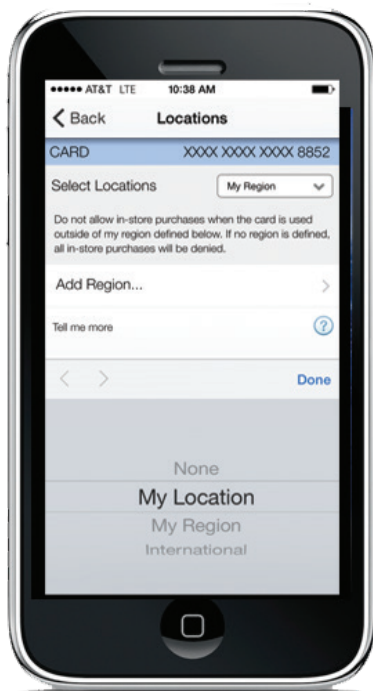 AT&T LTE 10:38 AM
Back Locations
CARD XXXX XXXX XXXX 8852
Select Locations My Region
Do not allow in-store purchases when the card is used
outside of my region defined below. If no region is defined,
all in-store purchases will be denied.
Add Region...
Tell me more ?
Done
None
My Location
My Region
International